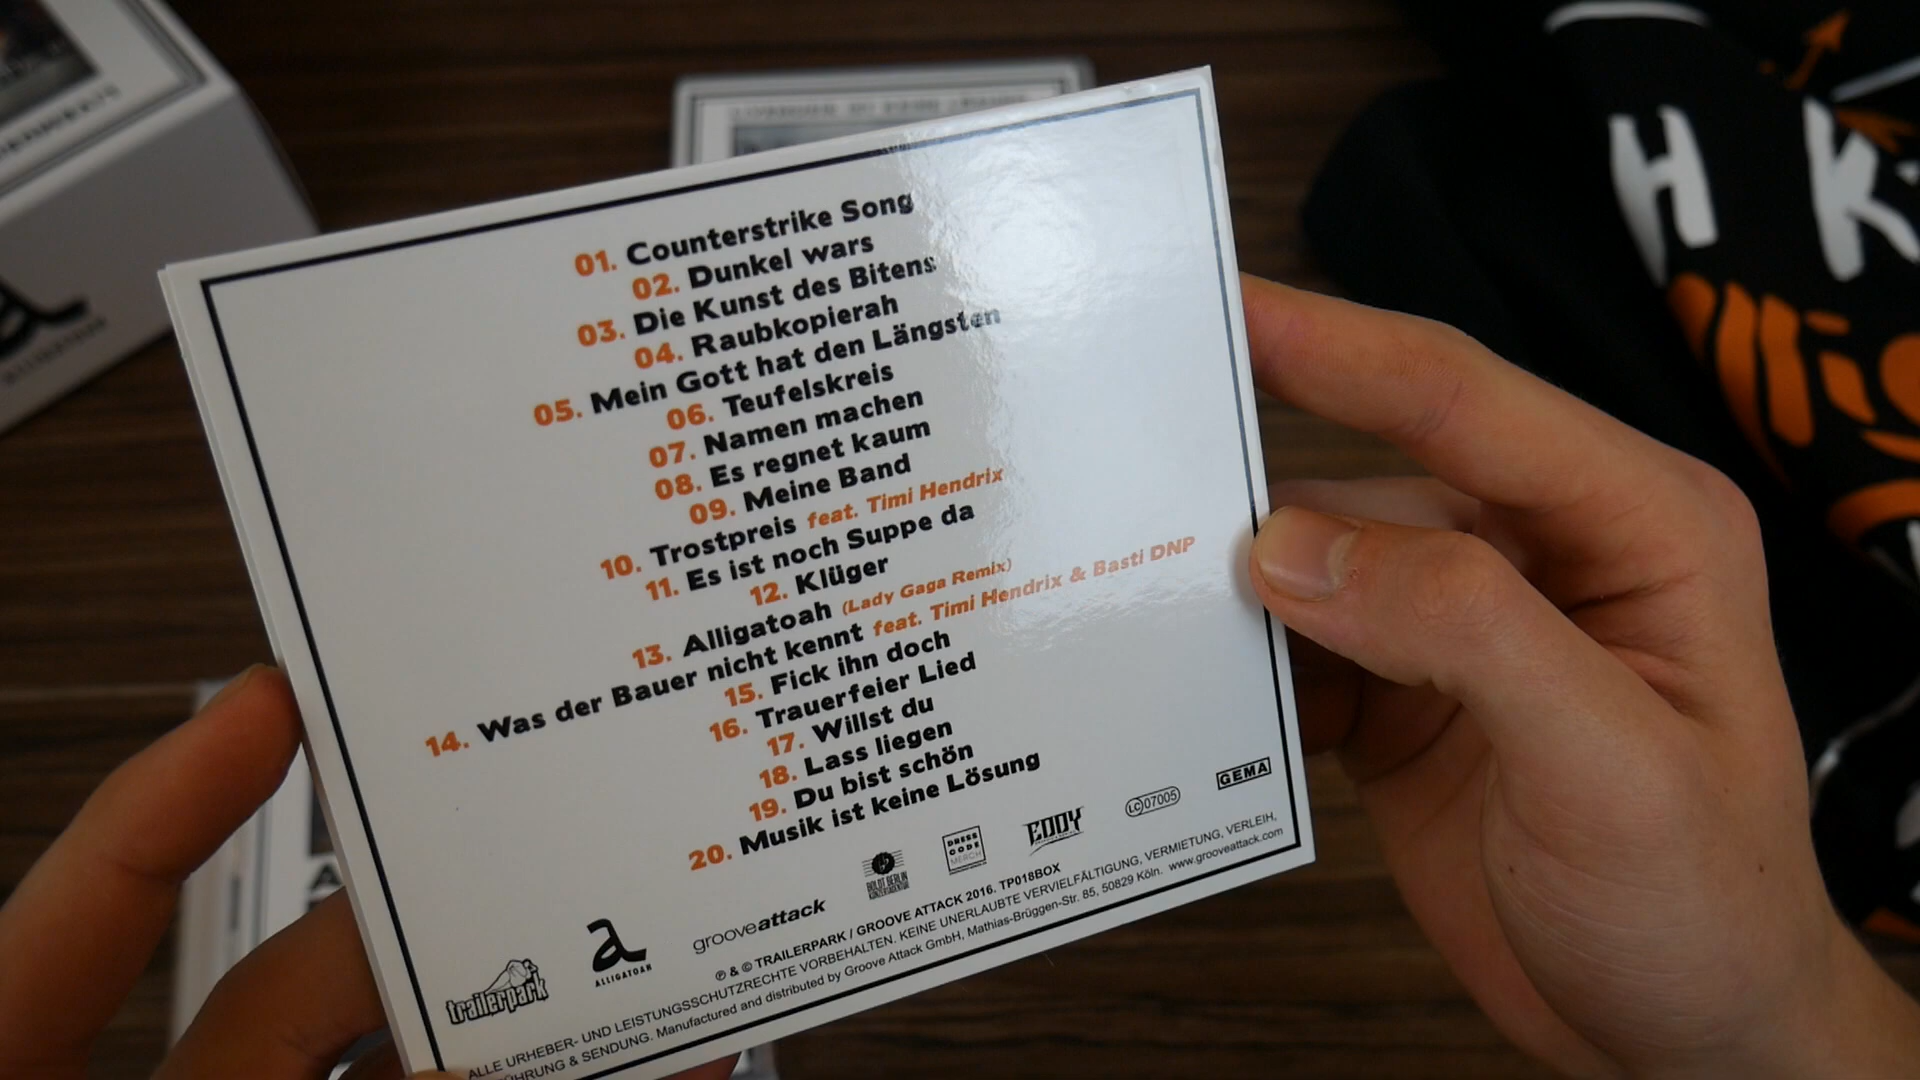 01. Counterstrike Song
02. Dunkel wars
03. Die Kunst des Bitens
04. Raubkopierah
05. Mein Gott hat den Längsten
06. Teufelskreis
07. Namen machen
08. Es regnet kaum
09. Meine Band
10. Trostpreis feat. Timi Hendrix
11. Es ist noch Suppe da
12. Klüger
13. Alligatoah (Lady Gaga Remix)
14. Was der Bauer nicht kennt feat. Timi Hendrix & Basti DNP
15. Fick ihn doch
16. Trauerfeier Lied
17. Willst du
18. Lass liegen
19. Du bist schön
20. Musik ist keine Lösung
trailerpark
a
ALLIGATOAH
grooveattack
BOLDT BERLIN
DRESS
CODE
MERCH
EDDY
LC 07005
GEMA
℗ & © TRAILERPARK / GROOVE ATTACK 2016. TP018BOX
ALLE URHEBER- UND LEISTUNGSSCHUTZRECHTE VORBEHALTEN. KEINE UNERLAUBTE VERVIELFÄLTIGUNG, VERMIETUNG, VERLEIH,
& SENDUNG. Manufactured and distributed by Groove Attack GmbH, Mathias-Brüggen-Str. 85, 50829 Köln. www.grooveattack.com
ALLIGATOAH
H K